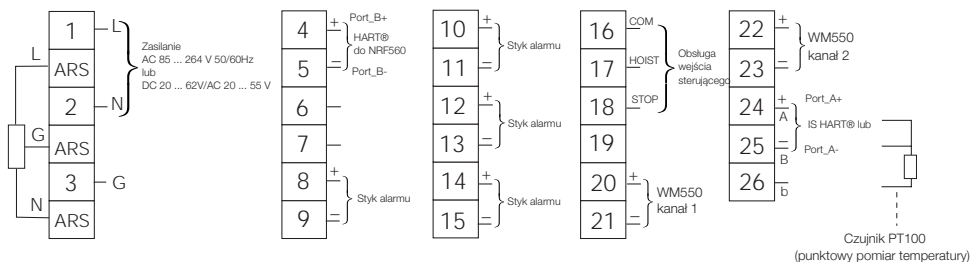 1
L
L
ARS
2
N
G
ARS
3
G
N
ARS
Zasilanie
AC 85 ... 264 V 50/60Hz
lub
DC 20 ... 62V/AC 20 ... 55 V
4
+
Port_B+
HART®
do NRF560
5
−
Port_B-
6
7
8
+
Styk alarmu
9
−
10
+
Styk alarmu
11
−
12
+
Styk alarmu
13
−
14
+
Styk alarmu
15
−
16
COM
17
HOIST
18
STOP
Obsługa
wejścia
sterującego
19
20
+
WM550
kanał 1
21
−
22
+
WM550
kanał 2
23
−
24
+
A
Port_A+
IS HART® lub
25
−
B
Port_A-
26
b
Czujnik PT100
(punktowy pomiar temperatury)